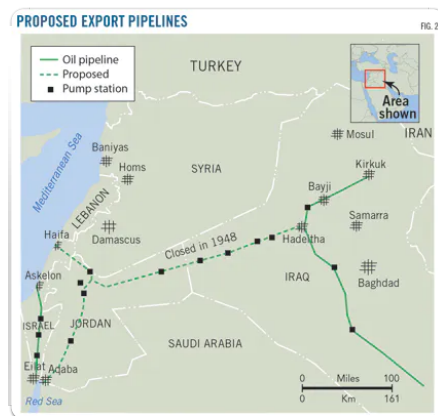 PROPOSED EXPORT PIPELINES
FIG. 2
Oil pipeline
Proposed
Pump station
TURKEY
Area
shown
Mediterranean Sea
Baniyas
Homs
SYRIA
Mosul
IRAN
Kirkuk
Bayji
LEBANON
Samarra
Haifa
Damascus
Closed in 1948
Hadeitha
Askelon
IRAQ
Baghdad
ISRAEL
JORDAN
SAUDI ARABIA
Eilat
Aqaba
0 Miles 100
0 Km 161
Red Sea